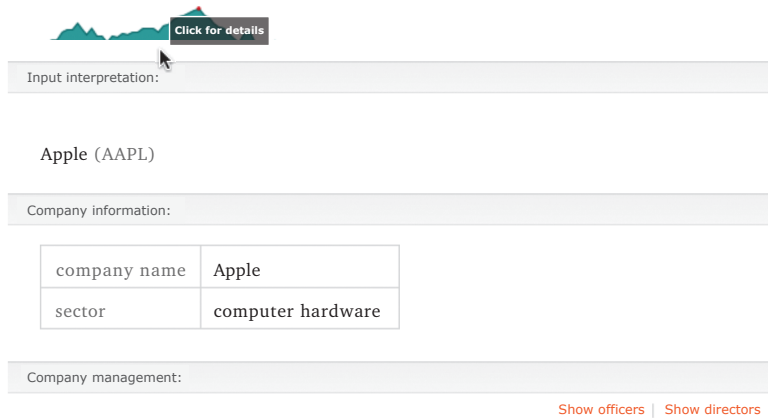 Click for details
Input interpretation:
Apple (AAPL)
Company information:
company name Apple
sector computer hardware
Company management:
Show officers | Show directors